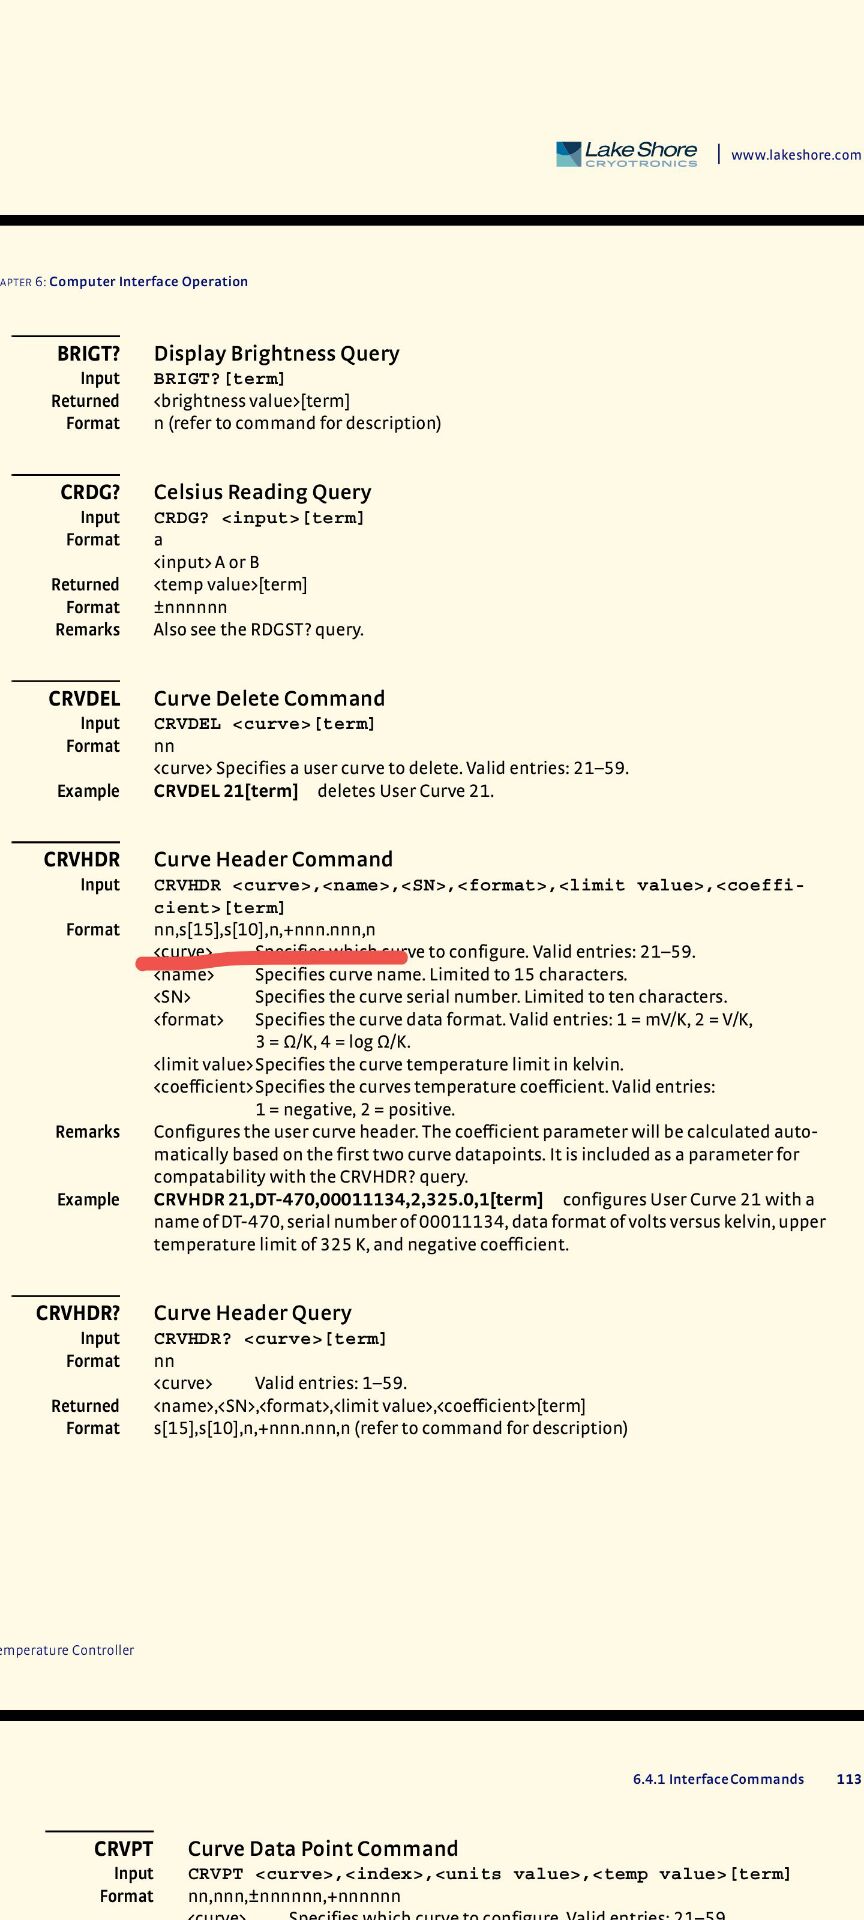 Lake Shore
CRYOTRONICS
| www.lakeshore.com
APTER 6: Computer Interface Operation
BRIGT? Display Brightness Query
Input BRIGT?[term]
Returned <brightness value>[term]
Format n (refer to command for description)
CRDG? Celsius Reading Query
Input CRDG? <input>[term]
Format a
<input> A or B
Returned <temp value>[term]
Format ±nnnnnn
Remarks Also see the RDGST? query.
CRVDEL Curve Delete Command
Input CRVDEL <curve>[term]
Format nn
<curve> Specifies a user curve to delete. Valid entries: 21–59.
Example CRVDEL 21[term] deletes User Curve 21.
CRVHDR Curve Header Command
Input CRVHDR <curve>,<name>,<SN>,<format>,<limit value>,<coeffi-
cient>[term]
Format nn,s[15],s[10],n,+nnn.nnn,n
<curve> Specifies which curve to configure. Valid entries: 21–59.
<name> Specifies curve name. Limited to 15 characters.
<SN> Specifies the curve serial number. Limited to ten characters.
<format> Specifies the curve data format. Valid entries: 1 = mV/K, 2 = V/K,
3 = Ω/K, 4 = log Ω/K.
<limit value> Specifies the curve temperature limit in kelvin.
<coefficient> Specifies the curves temperature coefficient. Valid entries:
1 = negative, 2 = positive.
Remarks Configures the user curve header. The coefficient parameter will be calculated auto-
matically based on the first two curve datapoints. It is included as a parameter for
compatability with the CRVHDR? query.
Example CRVHDR 21,DT-470,00011134,2,325.0,1[term] configures User Curve 21 with a
name of DT-470, serial number of 00011134, data format of volts versus kelvin, upper
temperature limit of 325 K, and negative coefficient.
CRVHDR? Curve Header Query
Input CRVHDR? <curve>[term]
Format nn
<curve> Valid entries: 1–59.
Returned <name>,<SN>,<format>,<limit value>,<coefficient>[term]
Format s[15],s[10],n,+nnn.nnn,n (refer to command for description)
emperature Controller
6.4.1 Interface Commands 113
CRVPT Curve Data Point Command
Input CRVPT <curve>,<index>,<units value>,<temp value>[term]
Format nn,nnn,±nnnnnn,+nnnnnn
<curve> Specifies which curve to configure. Valid entries: 21–59.